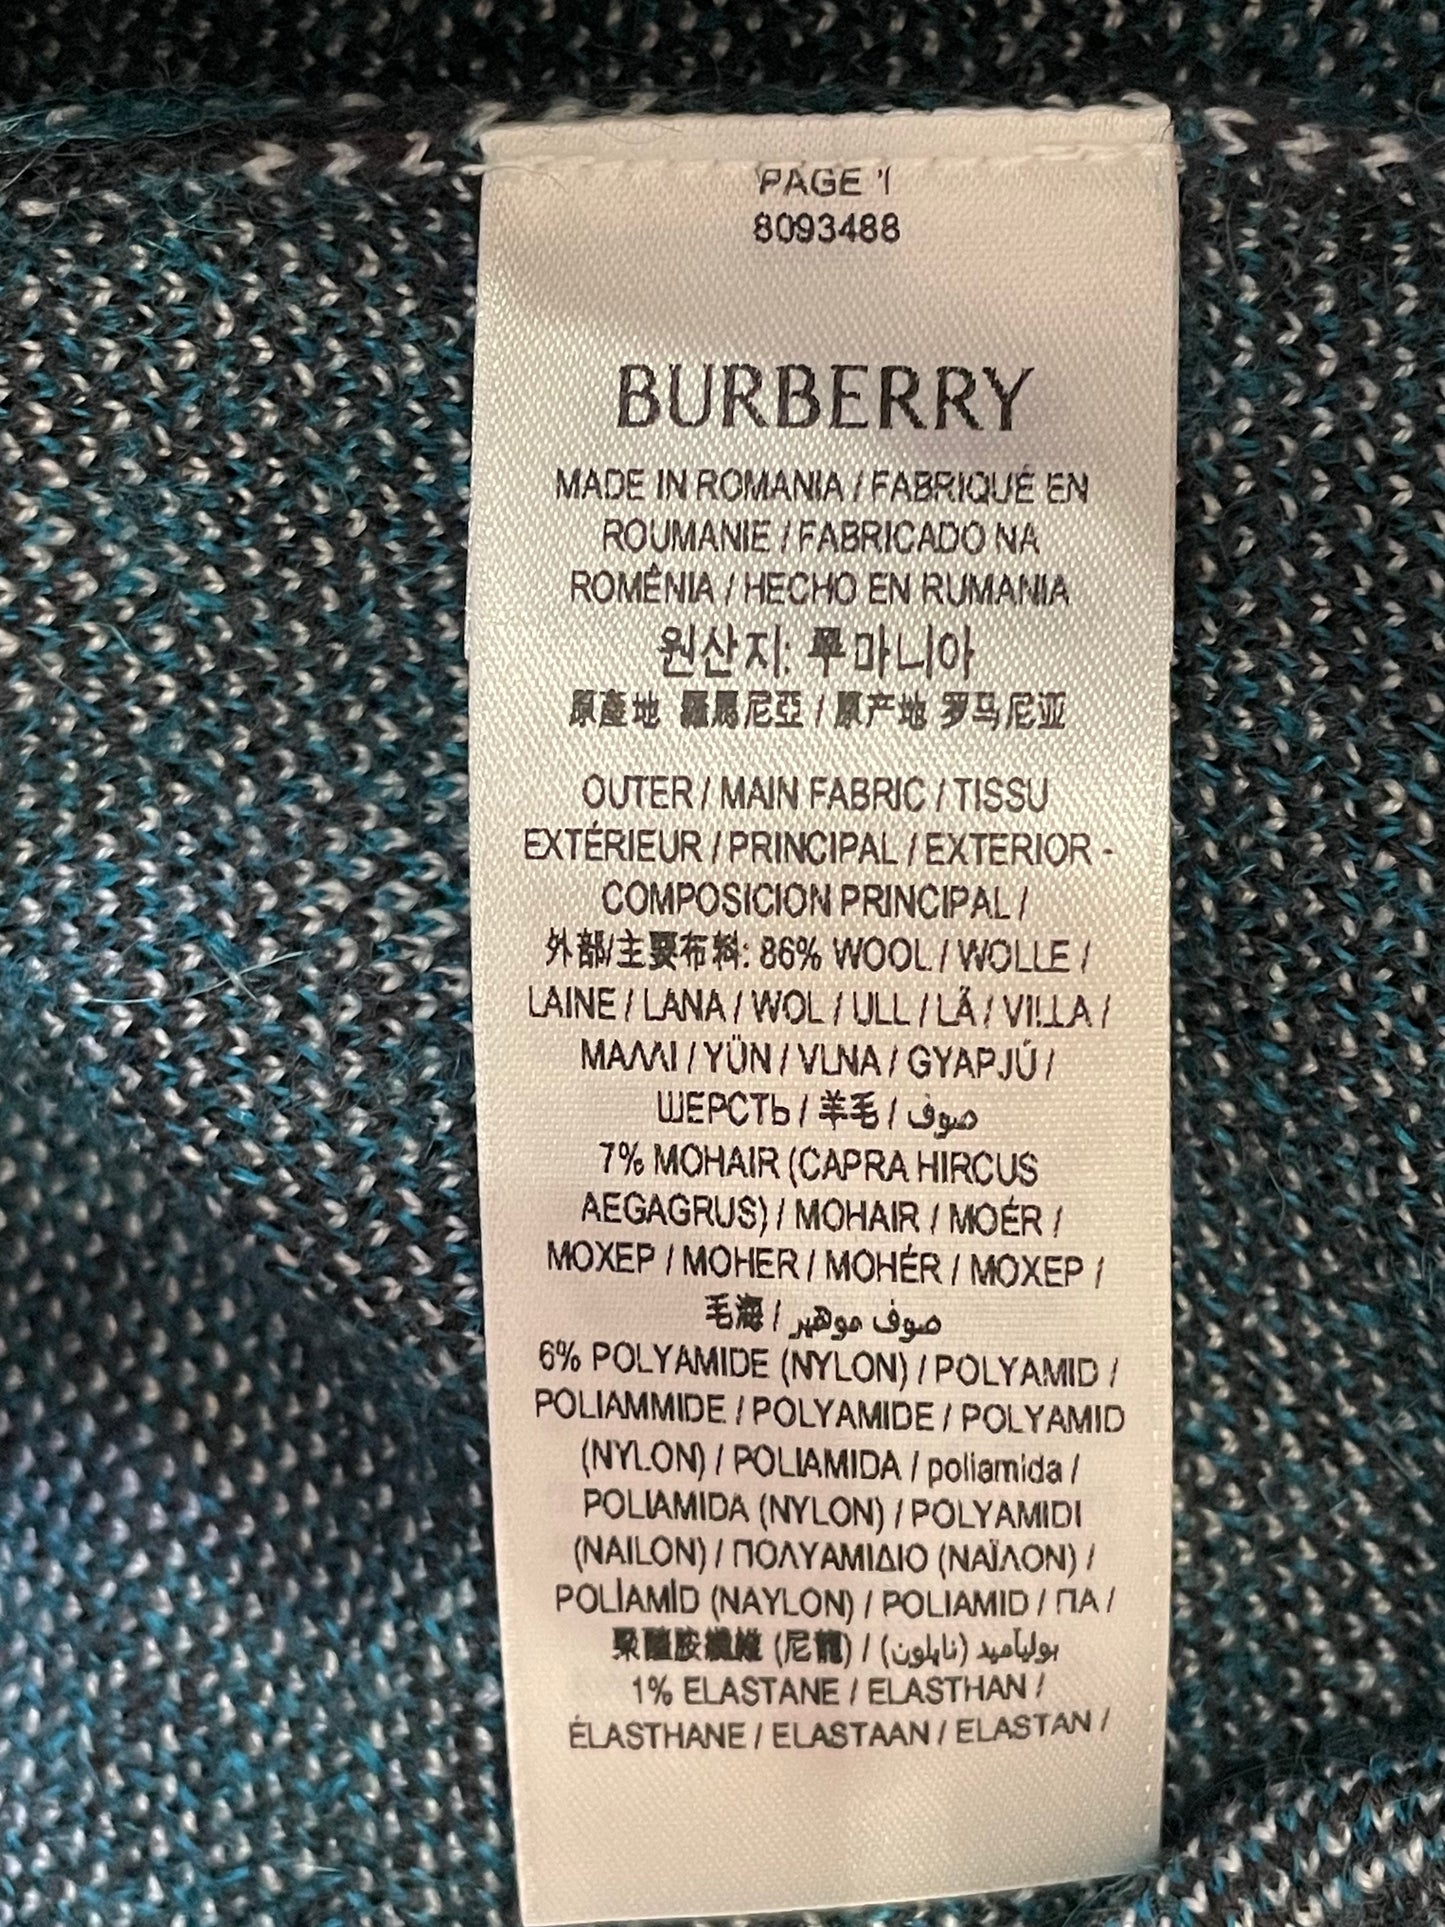 PAGE 1
8093488
BURBERRY
MADE IN ROMANIA / FABRIQUÉ EN
ROUMANIE / FABRICADO NA
ROMÊNIA / HECHO EN RUMANIA
원산지: 루마니아
原產地 羅馬尼亞 / 原产地 罗马尼亚
OUTER / MAIN FABRIC / TISSU
EXTÉRIEUR / PRINCIPAL / EXTERIOR -
COMPOSICION PRINCIPAL /
外部/主要布料: 86% WOOL / WOLLE /
LAINE / LANA / WOL / ULL / LÃ / VILLA /
ΜΑΛΛΙ / YÜN / VLNA / GYAPJÚ /
ШЕРСТЬ / 羊毛 / صوف
7% MOHAIR (CAPRA HIRCUS
AEGAGRUS) / MOHAIR / MOÉR /
ΜΟΧΕΡ / MOHER / MOHÉR / МОХЕР /
毛海 / صوف موهير
6% POLYAMIDE (NYLON) / POLYAMID /
POLIAMMIDE / POLYAMIDE / POLYAMID
(NYLON) / POLIAMIDA / poliamida /
POLIAMIDA (NYLON) / POLYAMIDI
(NAILON) / ΠΟΛΥΑΜΙΔΙΟ (ΝΑΪΛΟΝ) /
POLİAMİD (NAYLON) / POLIAMID / ПА /
聚醯胺纖維 (尼龍) / بوليآميد (نايلون)
1% ELASTANE / ELASTHAN /
ÉLASTHANE / ELASTAAN / ELASTAN /